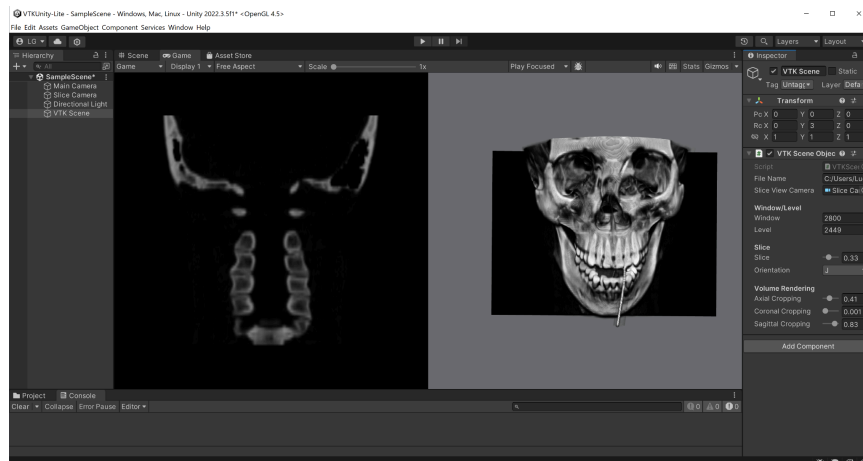 VTKUnity-Lite - SampleScene - Windows, Mac, Linux - Unity 2022.3.5f1* <OpenGL 4.5>
File Edit Assets GameObject Component Services Window Help
LG
Layers
Layout
Hierarchy
All
SampleScene*
Main Camera
Slice Camera
Directional Light
VTK Scene
Scene
Game
Asset Store
Game
Display 1
Free Aspect
Scale
1x
Play Focused
Stats
Gizmos
Inspector
VTK Scene
Static
Tag Untagg
Layer Defa
Transform
X 0 Y 0 Z 0
X 0 Y 3 Z 0
X 1 Y 1 Z 1
VTK Scene Objec
Script
File Name C:/Users/Lu
Slice View Camera
Window/Level
Window 2800
Level 2449
Slice
Slice 0.33
Orientation J
Volume Rendering
Axial Cropping 0.41
Coronal Cropping 0.001
Sagittal Cropping 0.83
Add Component
Project
Console
Clear
Collapse
Error Pause
Editor
0
0
0